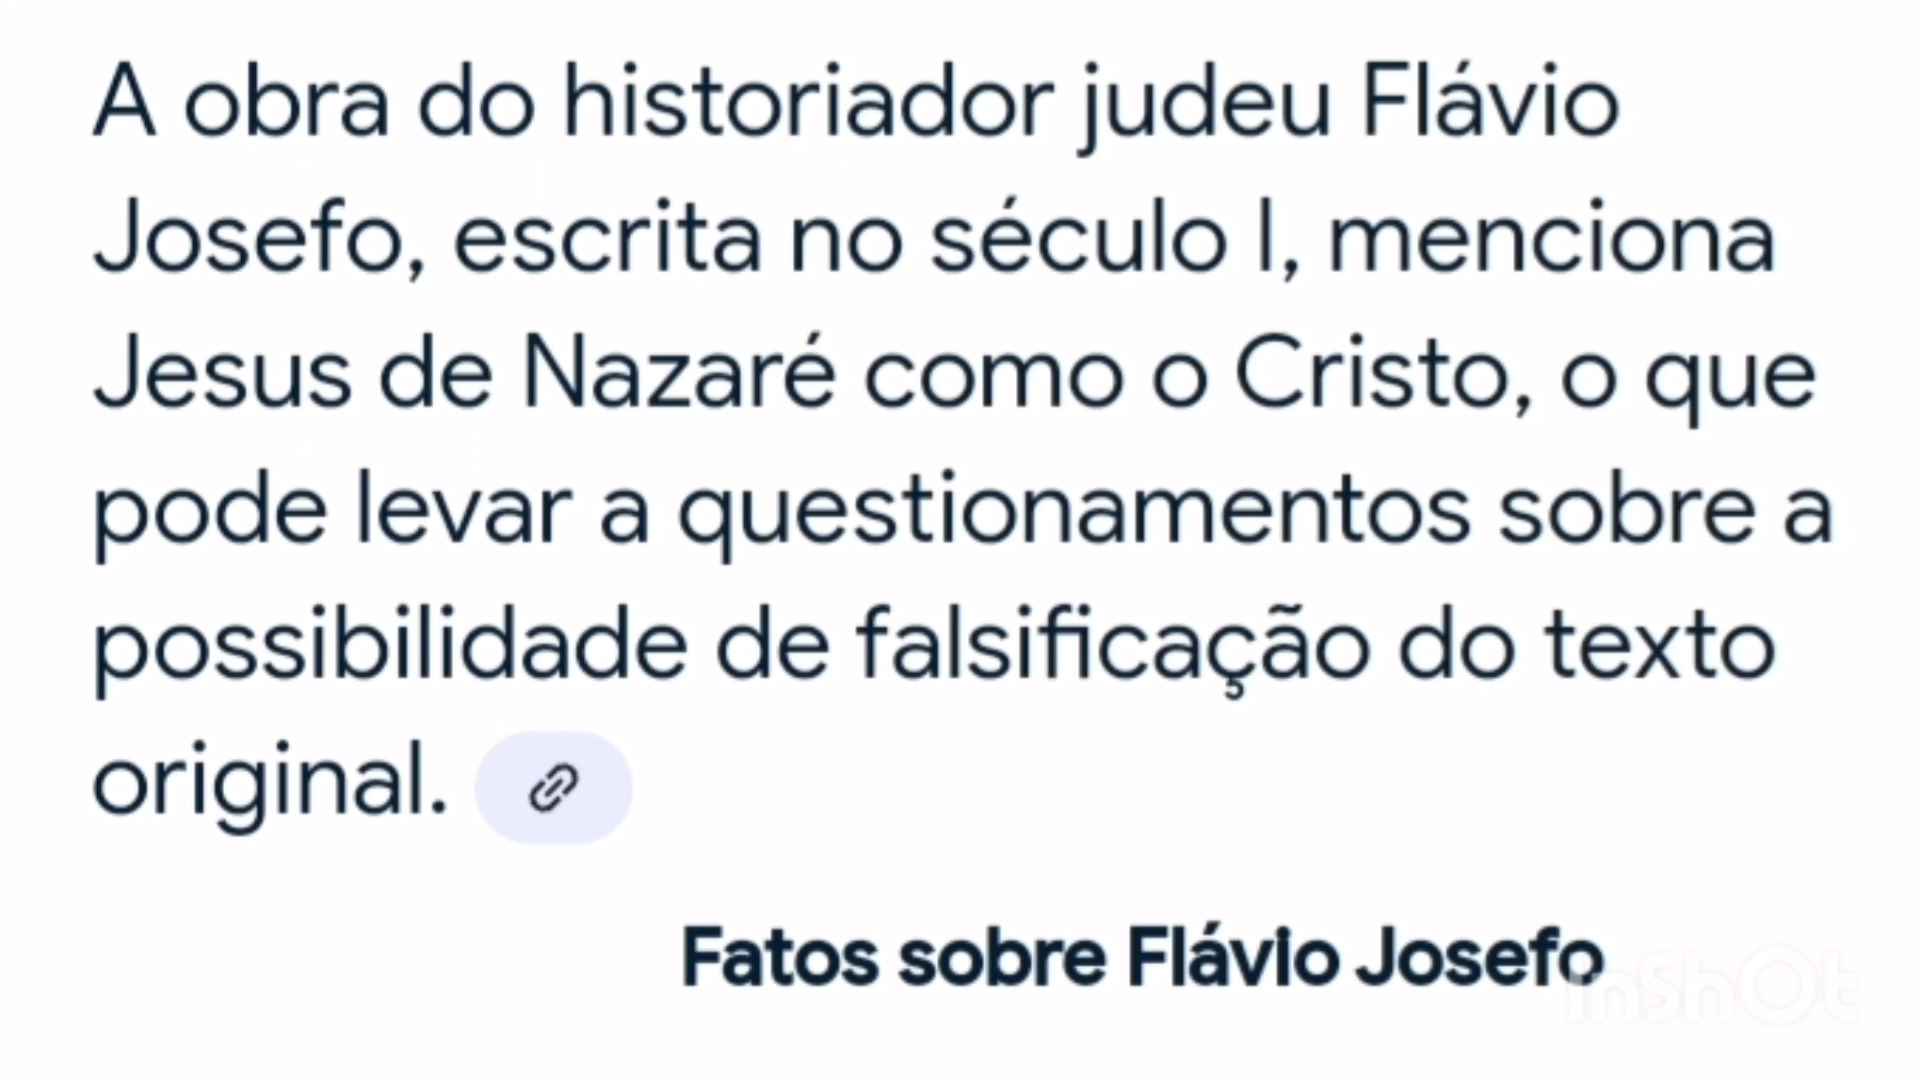 A obra do historiador judeu Flávio
Josefo, escrita no século I, menciona
Jesus de Nazaré como o Cristo, o que
pode levar a questionamentos sobre a
possibilidade de falsificação do texto
original.
Fatos sobre Flávio Josefo
InShOt